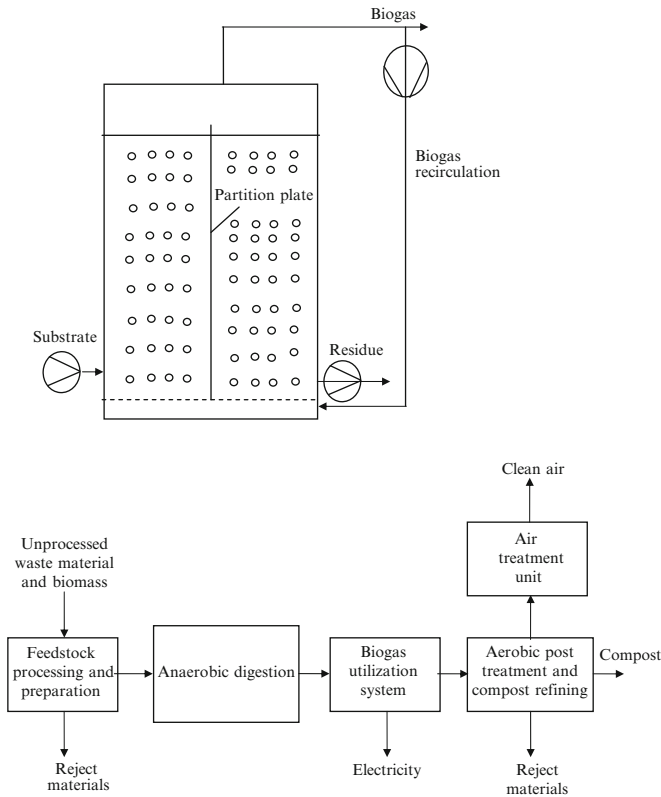 Biogas
Biogas
recirculation
Partition plate
Substrate
Residue
Clean air
Air
treatment
unit
Unprocessed
waste material
and biomass
Feedstock
processing and
preparation
Anaerobic digestion
Biogas
utilization
system
Aerobic post
treatment and
compost refining
Compost
Reject
materials
Electricity
Reject
materials